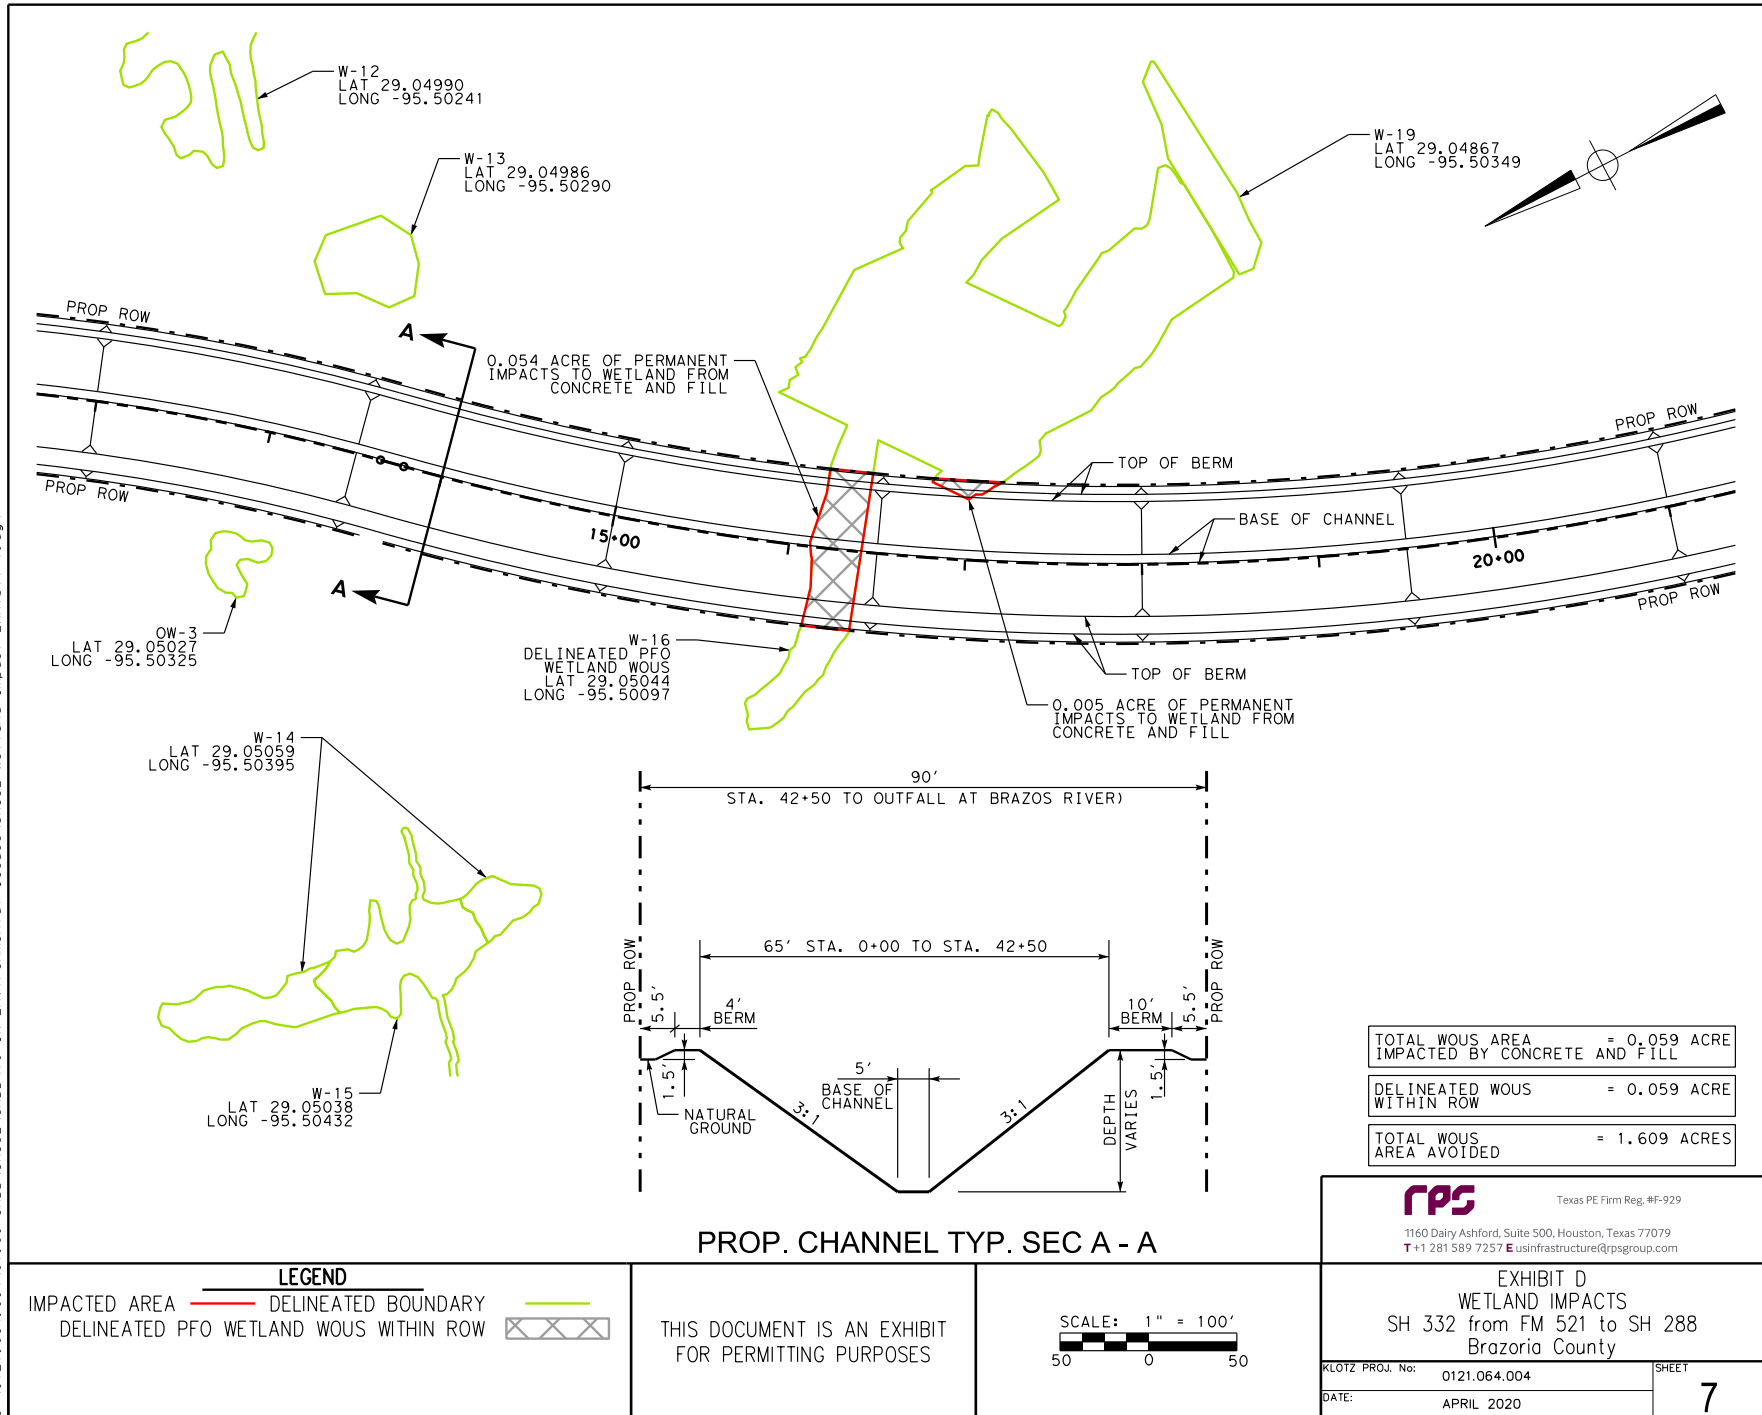 W-12
LAT 29.04990
LONG -95.50241
W-13
LAT 29.04986
LONG -95.50290
W-19
LAT 29.04867
LONG -95.50349
PROP ROW
A
0.054 ACRE OF PERMANENT
IMPACTS TO WETLAND FROM
CONCRETE AND FILL
PROP ROW
TOP OF BERM
PROP ROW
BASE OF CHANNEL
15+00
20+00
A
PROP ROW
OW-3
LAT 29.05027
LONG -95.50325
W-16
DELINEATED PFO
WETLAND WOUS
LAT 29.05044
LONG -95.50097
TOP OF BERM
0.005 ACRE OF PERMANENT
IMPACTS TO WETLAND FROM
CONCRETE AND FILL
W-14
LAT 29.05059
LONG -95.50395
90'
STA. 42+50 TO OUTFALL AT BRAZOS RIVER)
65' STA. 0+00 TO STA. 42+50
PROP ROW
5.5'
4'
BERM
10'
BERM
5.5'
PROP ROW
1.5'
5'
BASE OF
CHANNEL
1.5'
3:1
3:1
NATURAL
GROUND
DEPTH
VARIES
W-15
LAT 29.05038
LONG -95.50432
TOTAL WOUS AREA = 0.059 ACRE
IMPACTED BY CONCRETE AND FILL
DELINEATED WOUS = 0.059 ACRE
WITHIN ROW
TOTAL WOUS = 1.609 ACRES
AREA AVOIDED
PROP. CHANNEL TYP. SEC A - A
rps
Texas PE Firm Reg. #F-929
1160 Dairy Ashford, Suite 500, Houston, Texas 77079
T +1 281 589 7257 E usinfrastructure@rpsgroup.com
LEGEND
IMPACTED AREA
DELINEATED BOUNDARY
DELINEATED PFO WETLAND WOUS WITHIN ROW
THIS DOCUMENT IS AN EXHIBIT
FOR PERMITTING PURPOSES
SCALE: 1" = 100'
50 0 50
EXHIBIT D
WETLAND IMPACTS
SH 332 from FM 521 to SH 288
Brazoria County
KLOTZ PROJ. No: 0121.064.004
DATE: APRIL 2020
SHEET
7